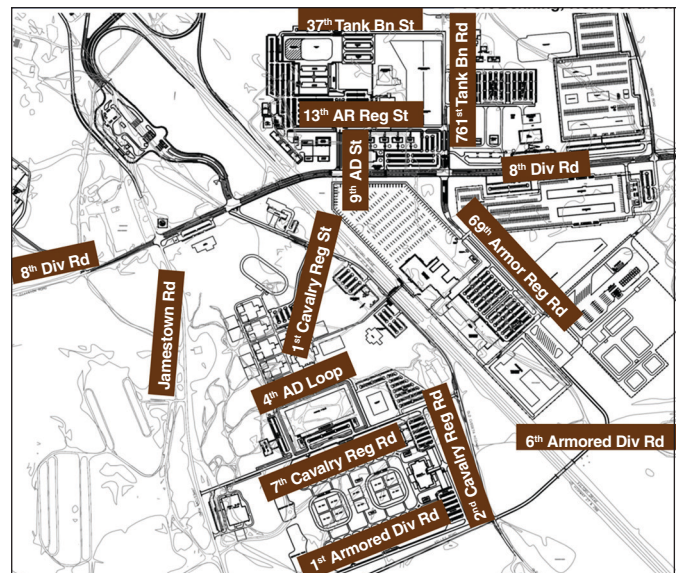 37th Tank Bn St
761st Tank Bn Rd
13th AR Reg St
9th AD St
8th Div Rd
69th Armor Reg Rd
1st Cavalry Reg St
8th Div Rd
Jamestown Rd
4th AD Loop
2nd Cavalry Reg Rd
6th Armored Div Rd
7th Cavalry Reg Rd
1st Armored Div Rd